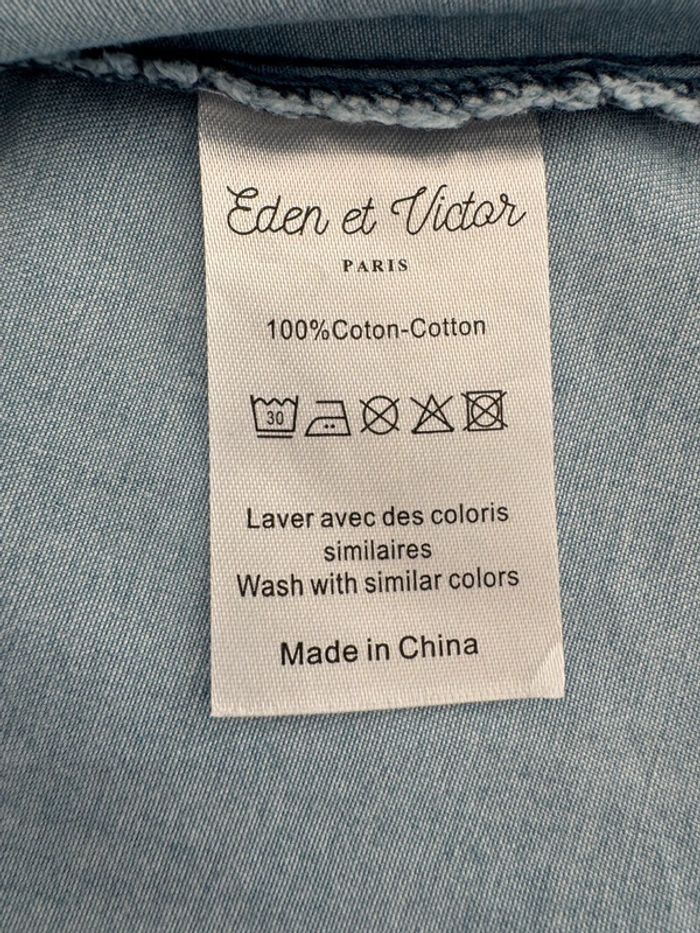 Eden et Victor
PARIS
100%Coton-Cotton
30
Laver avec des coloris
similaires
Wash with similar colors
Made in China